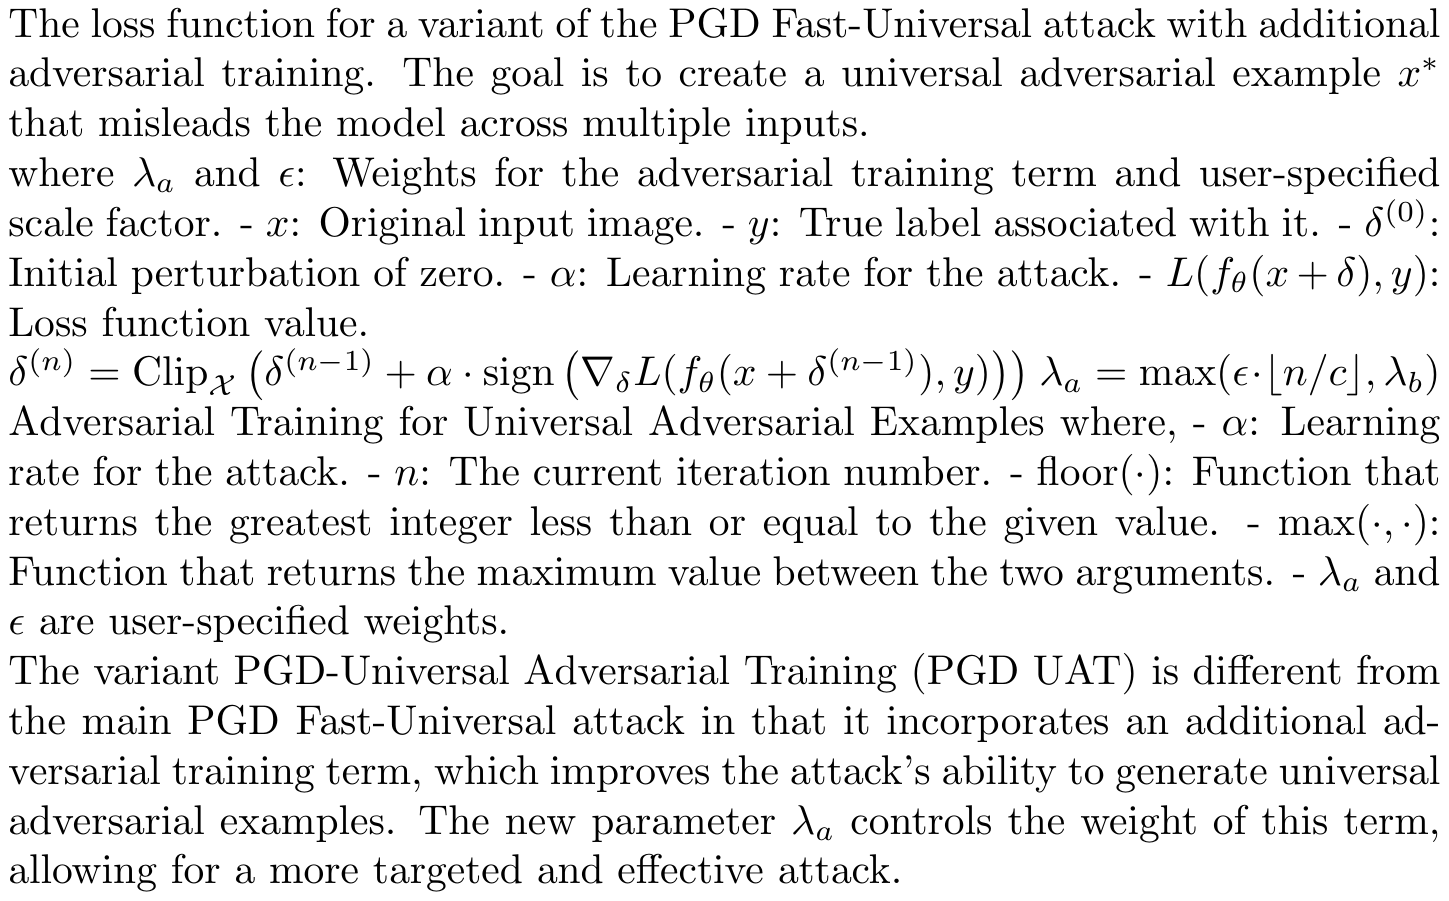 The loss function for a variant of the PGD Fast-Universal attack with additional
adversarial training. The goal is to create a universal adversarial example $x^*$
that misleads the model across multiple inputs.
where $\lambda_a$ and $\epsilon$: Weights for the adversarial training term and user-specified
scale factor. - $x$: Original input image. - $y$: True label associated with it. - $\delta^{(0)}$:
Initial perturbation of zero. - $\alpha$: Learning rate for the attack. - $L(f_\theta(x + \delta), y)$:
Loss function value.
$\delta^{(n)} = \text{Clip}_{\mathcal{X}} \left( \delta^{(n-1)} + \alpha \cdot \text{sign} \left( \nabla_\delta L(f_\theta(x + \delta^{(n-1)}), y) \right) \right)$ $\lambda_a = \max(\epsilon \cdot \lfloor n/c \rfloor, \lambda_b)$
Adversarial Training for Universal Adversarial Examples where, - $\alpha$: Learning
rate for the attack. - $n$: The current iteration number. - floor($\cdot$): Function that
returns the greatest integer less than or equal to the given value. - $\max(\cdot, \cdot)$:
Function that returns the maximum value between the two arguments. - $\lambda_a$ and
$\epsilon$ are user-specified weights.
The variant PGD-Universal Adversarial Training (PGD UAT) is different from
the main PGD Fast-Universal attack in that it incorporates an additional ad-
versarial training term, which improves the attack's ability to generate universal
adversarial examples. The new parameter $\lambda_a$ controls the weight of this term,
allowing for a more targeted and effective attack.